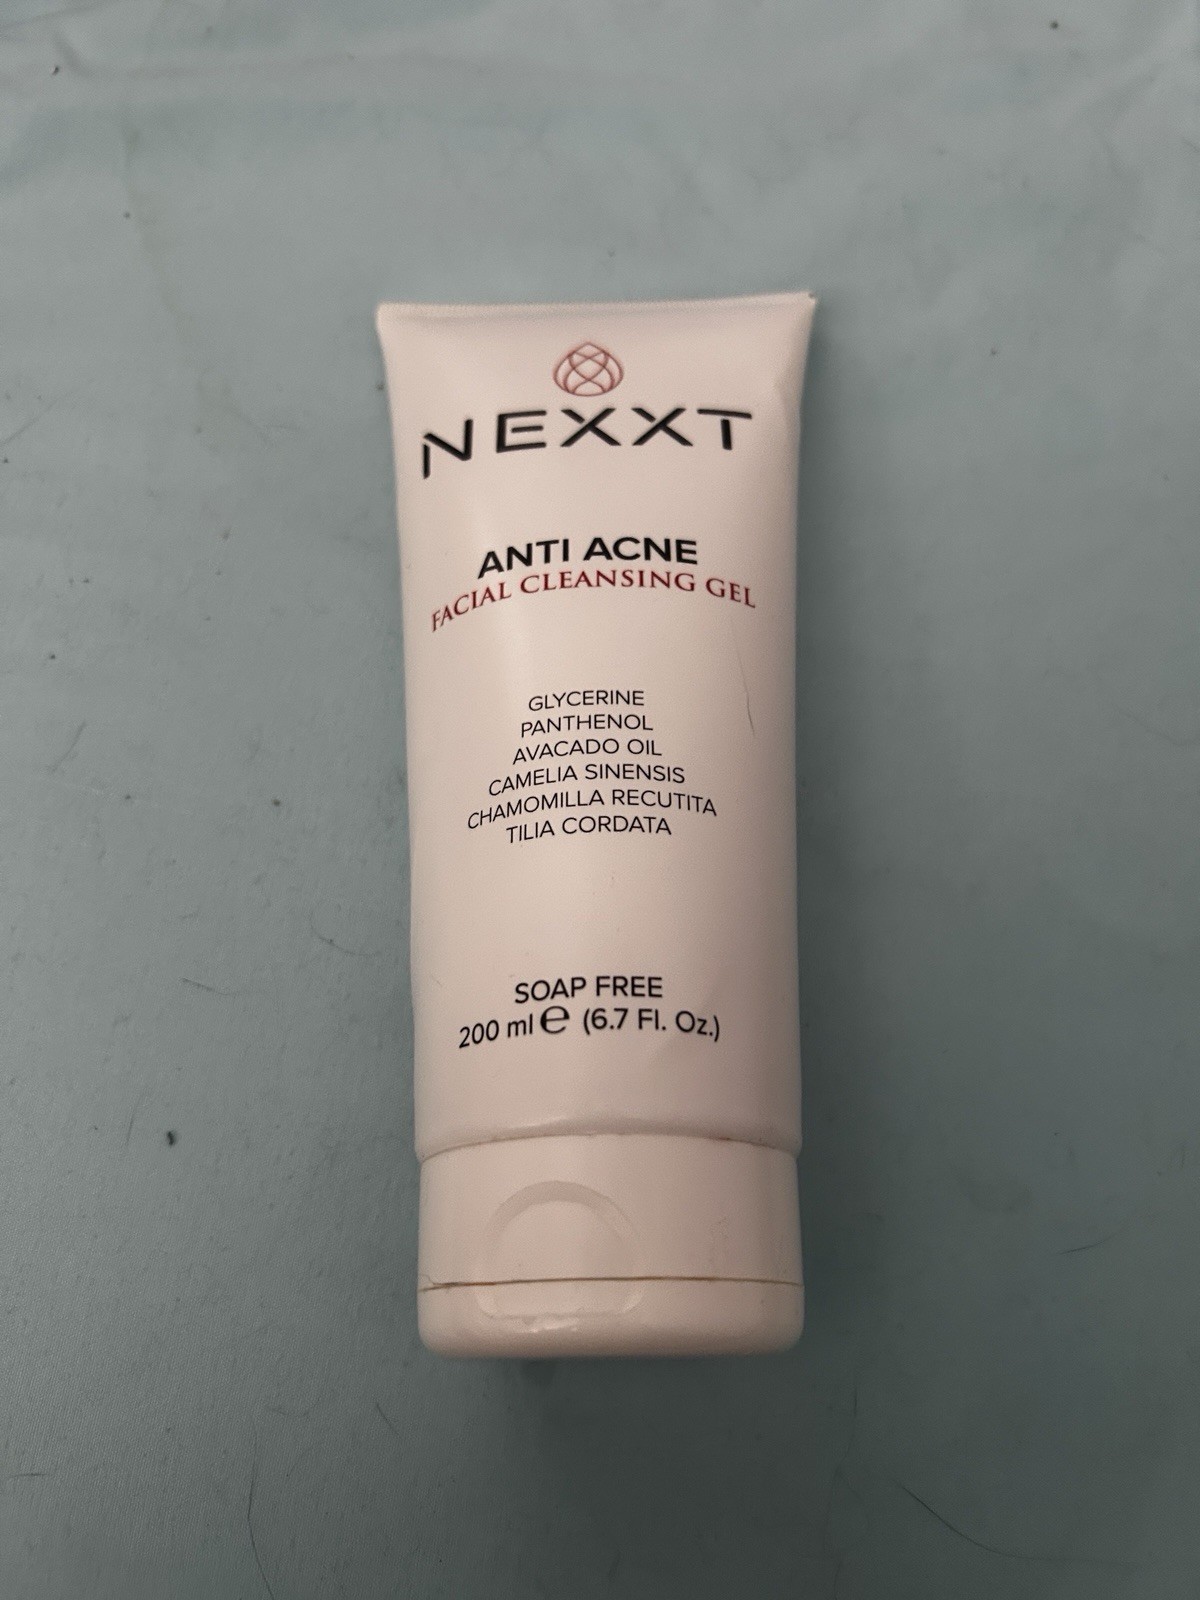 NEXXT
ANTI ACNE
FACIAL CLEANSING GEL
GLYCERINE
PANTHENOL
AVACADO OIL
CAMELIA SINENSIS
CHAMOMILLA RECUTITA
TILIA CORDATA
SOAP FREE
200 ml ℮ (6.7 Fl. Oz.)